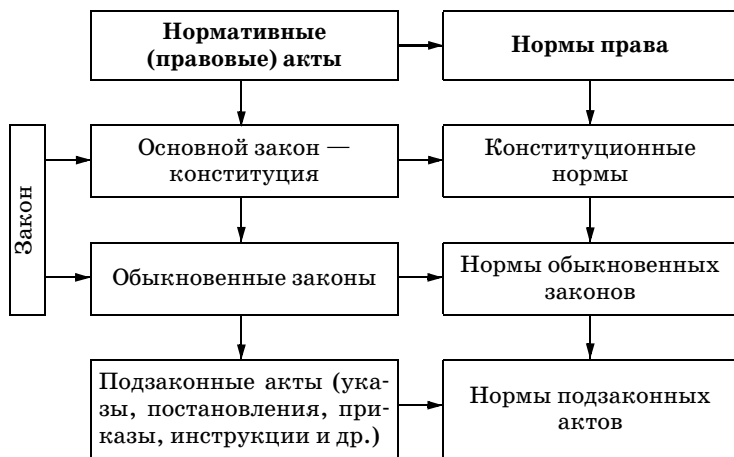 Нормативные
(правовые) акты
Нормы права
Закон
Основной закон —
конституция
Конституционные
нормы
Обыкновенные законы
Нормы обыкновенных
законов
Подзаконные акты (ука-
зы, постановления, при-
казы, инструкции и др.)
Нормы подзаконных
актов